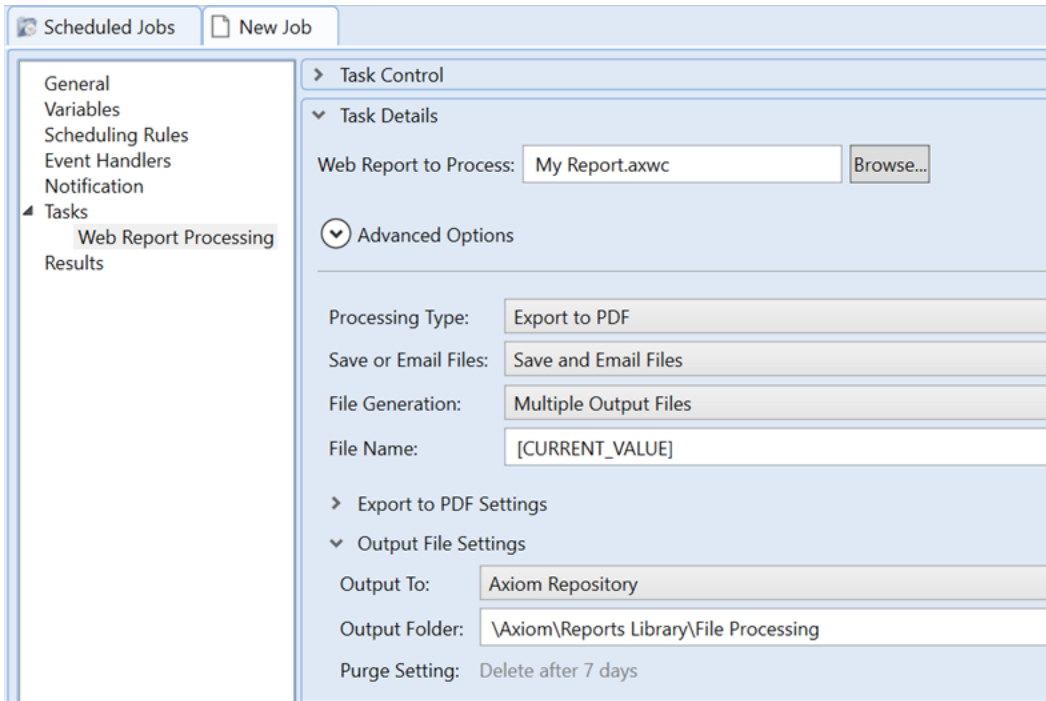 Scheduled Jobs
New Job
General
Variables
Scheduling Rules
Event Handlers
Notification
Tasks
Web Report Processing
Results
Task Control
Task Details
Web Report to Process: My Report.axwc Browse...
Advanced Options
Processing Type: Export to PDF
Save or Email Files: Save and Email Files
File Generation: Multiple Output Files
File Name: [CURRENT_VALUE]
Export to PDF Settings
Output File Settings
Output To: Axiom Repository
Output Folder: \Axiom\Reports Library\File Processing
Purge Setting: Delete after 7 days